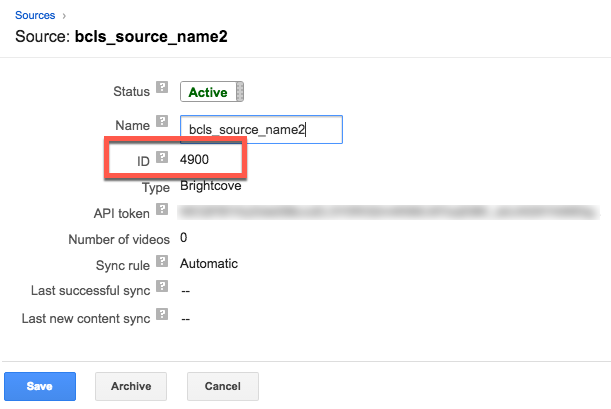 Sources ›
Source: bcls_source_name2
Status ? Active
Name ? bcls_source_name2
ID ? 4900
Type Brightcove
API token ?
Number of videos 0
Sync rule ? Automatic
Last successful sync ? --
Last new content sync ? --
Save Archive Cancel